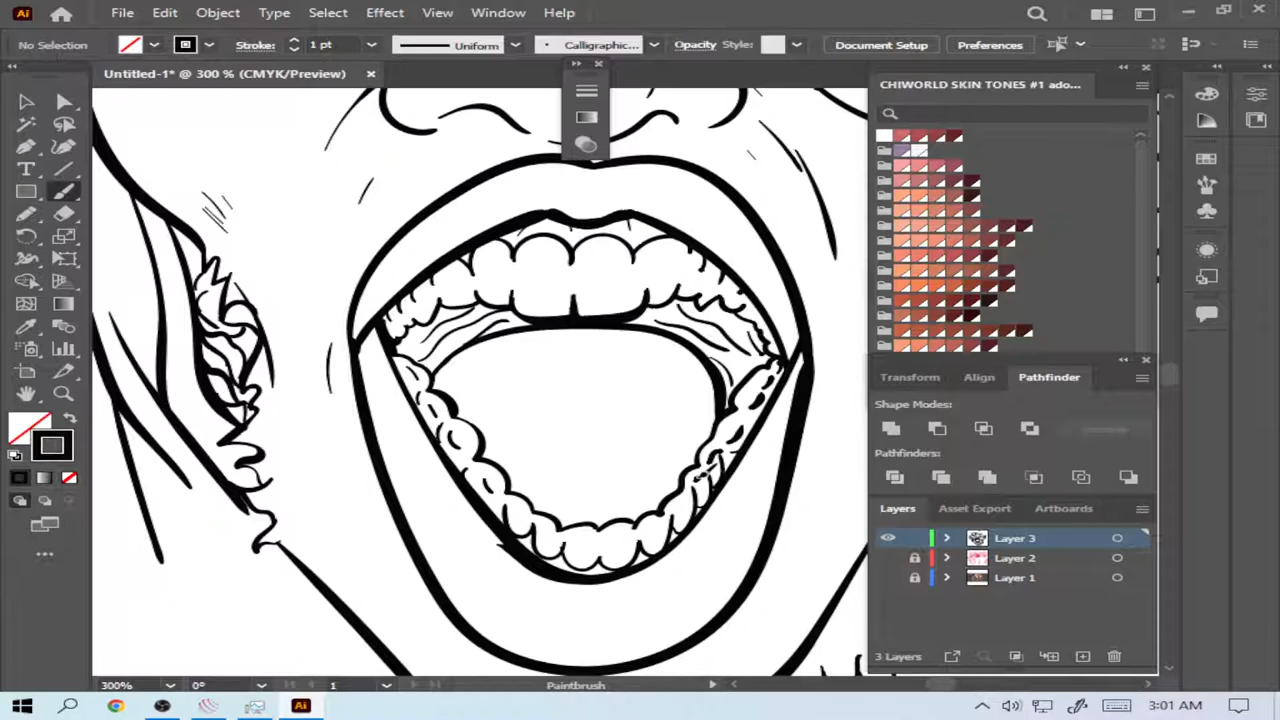 Ai File Edit Object Type Select Effect View Window Help
No Selection Stroke: 1 pt Uniform Calligraphic... Opacity Style: Document Setup Preferences
Untitled-1* @ 300 % (CMYK/Preview)
CHIWORLD SKIN TONES #1 ado...
Transform Align Pathfinder
Shape Modes:
Pathfinders:
Layers Asset Export Artboards
Layer 3
Layer 2
Layer 1
3 Layers
300% 0° 1 Paintbrush
Ai 3:01 AM